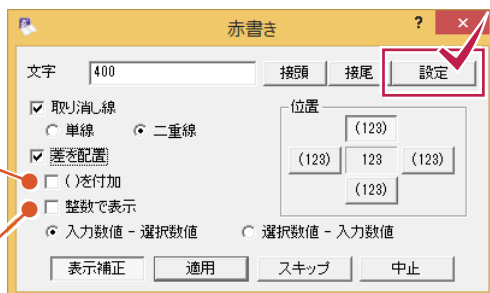 赤書き ? ×
文字 400 接頭 接尾 設定
取り消し線
単線 二重線
差を配置
( )を付加
整数で表示
位置
(123)
(123) 123 (123)
(123)
入力数値 - 選択数値 選択数値 - 入力数値
表示補正 適用 スキップ 中止